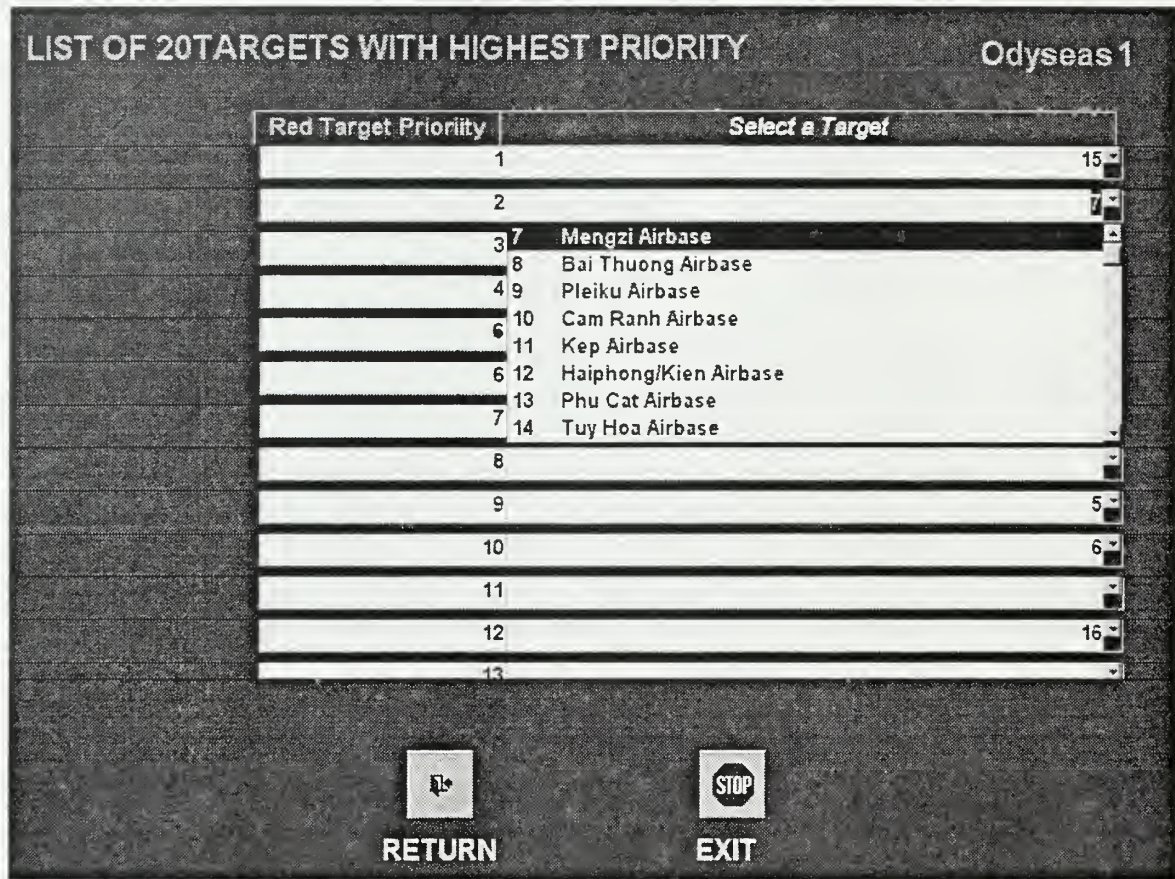 LIST OF 20TARGETS WITH HIGHEST PRIORITY
Odyseas 1
Red Target Prioriity Select a Target
1 15
2 7
3
7 Mengzi Airbase
8 Bai Thuong Airbase
4
9 Pleiku Airbase
10 Cam Ranh Airbase
6
11 Kep Airbase
6
12 Haiphong/Kien Airbase
13 Phu Cat Airbase
7
14 Tuy Hoa Airbase
8
9 5
10 6
11
12 16
13
STOP
RETURN EXIT